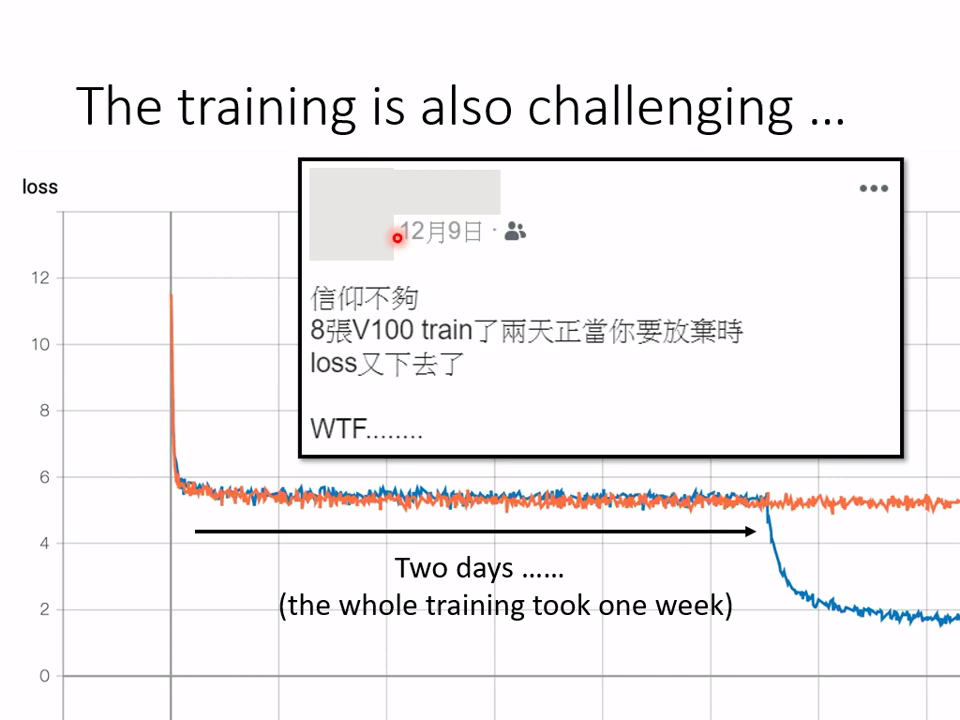 The training is also challenging …
loss
12月9日 ·
信仰不夠
8張V100 train了兩天正當你要放棄時
loss又下去了
WTF........
12
10
8
6
4
2
0
Two days ……
(the whole training took one week)